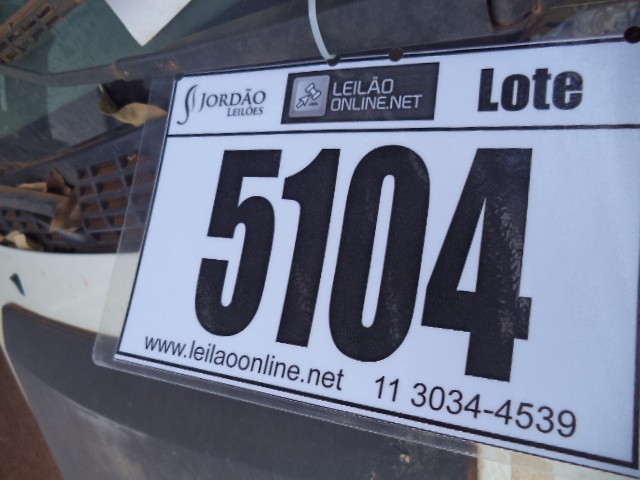 JORDÃO
LEILÕES
LEILÃO
ONLINE.NET
Lote
5104
www.leilaoonline.net
11 3034-4539